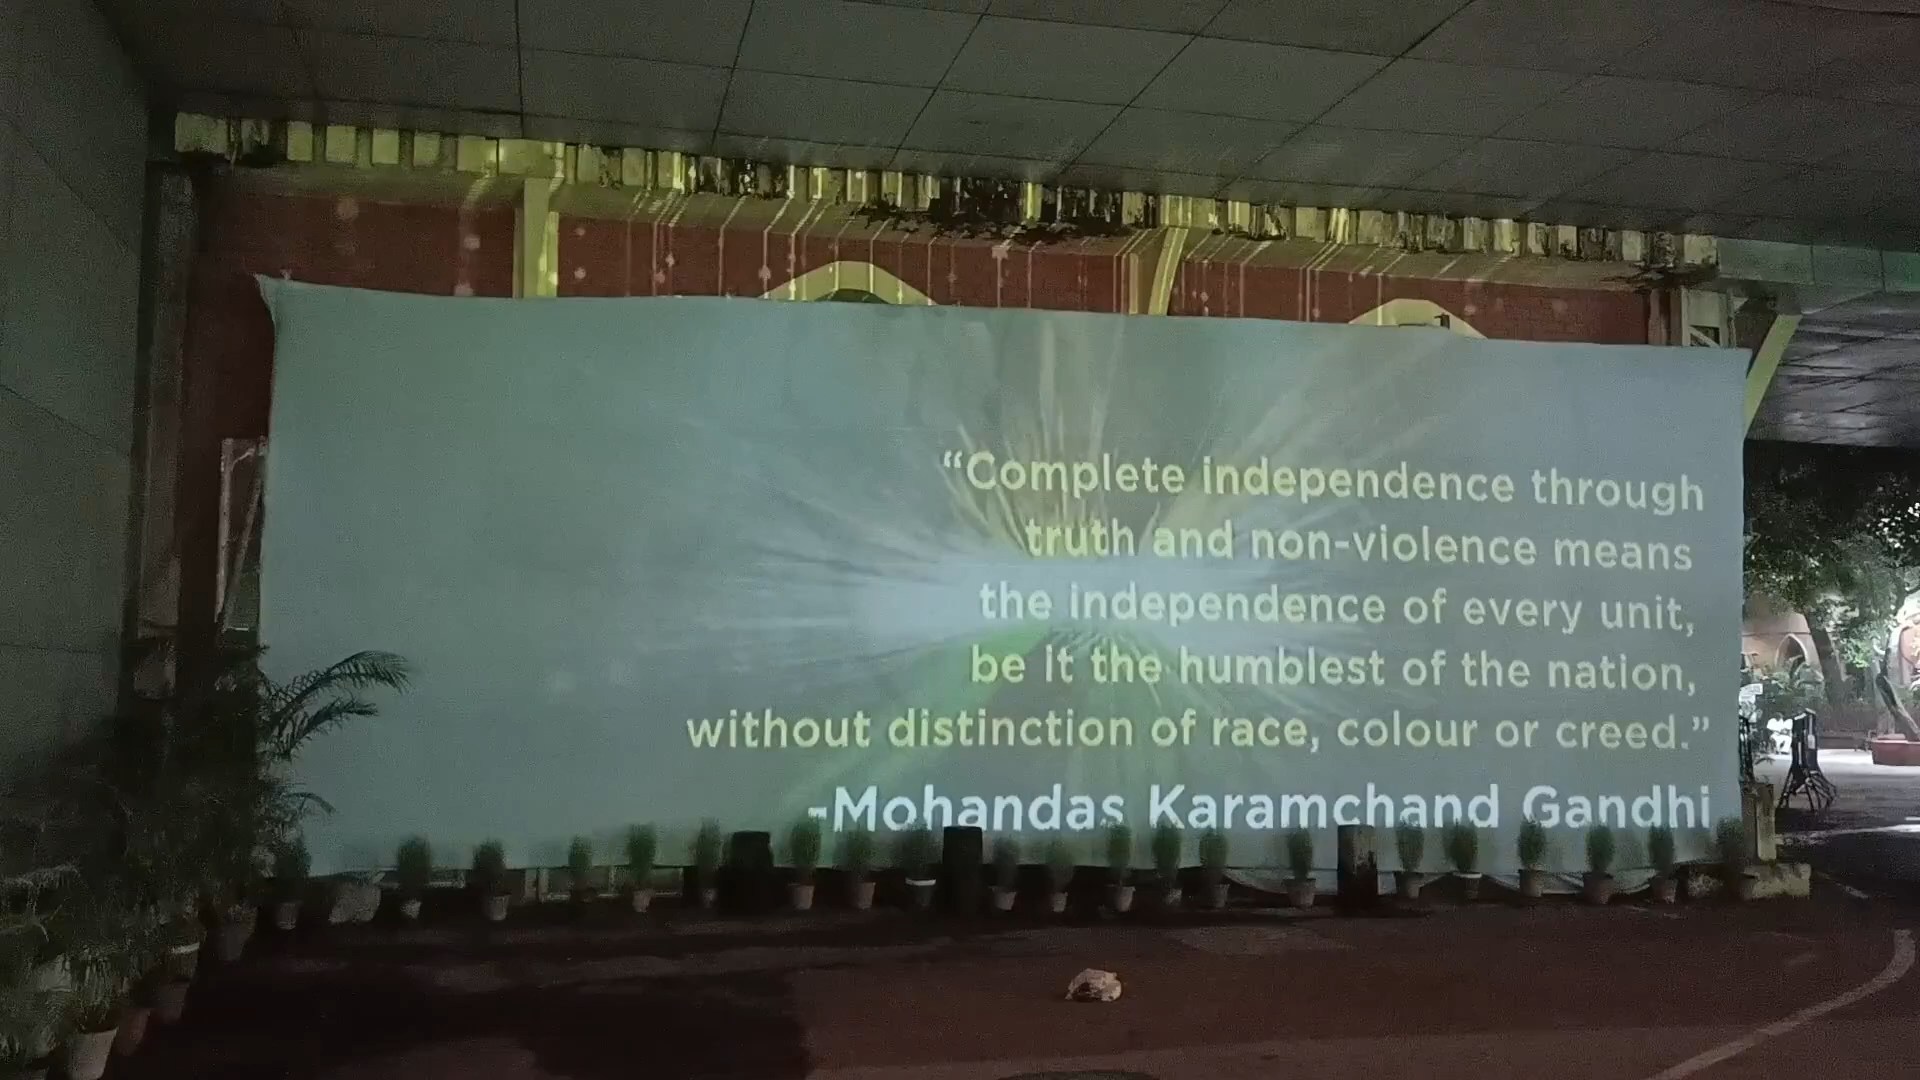 “Complete independence through
truth and non-violence means
the independence of every unit,
be it the humblest of the nation,
without distinction of race, colour or creed.”
-Mohandas Karamchand Gandhi